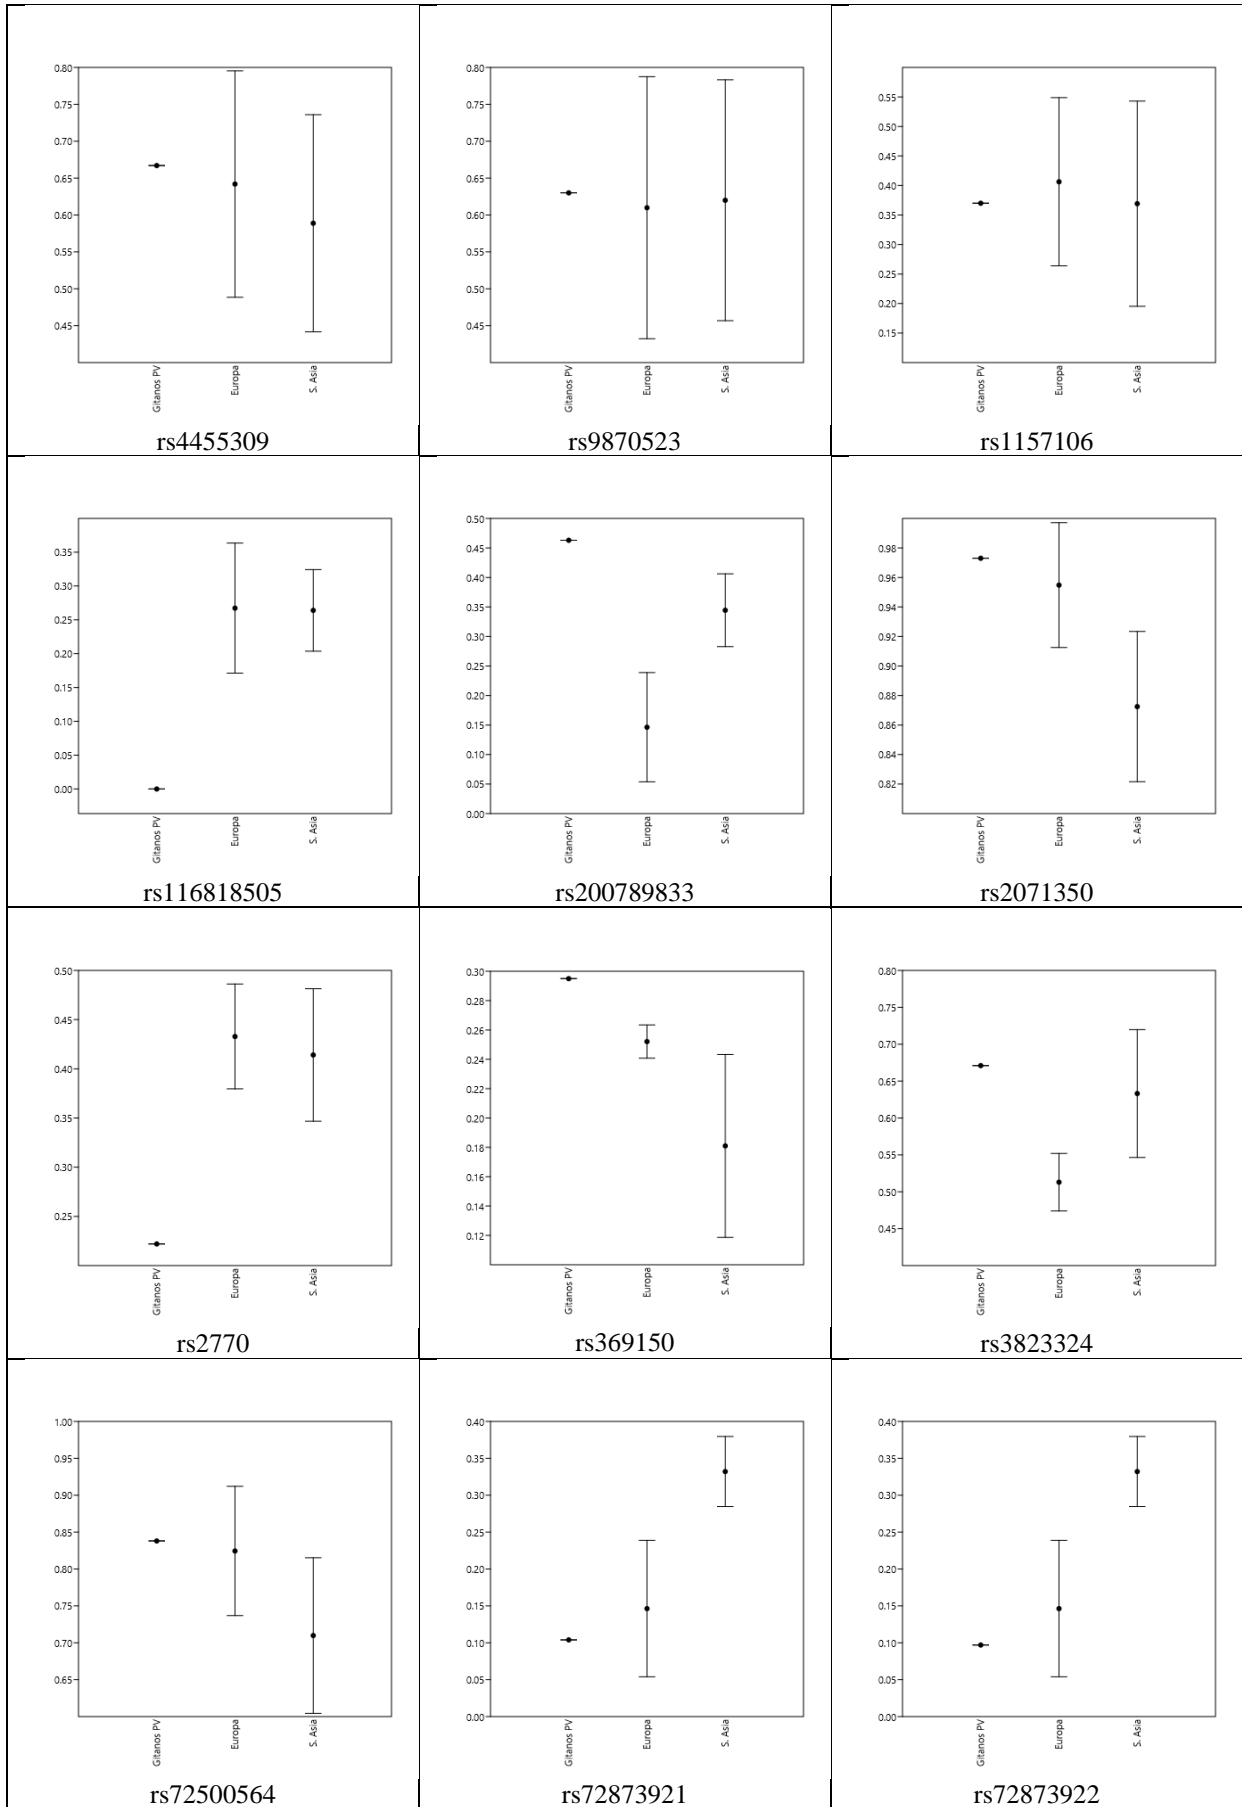 0.80
0.75
0.70
0.65
0.60
0.55
0.50
0.45
Gitanos PV
Europa
S. Asia
rs4455309
0.80
0.75
0.70
0.65
0.60
0.55
0.50
0.45
Gitanos PV
Europa
S. Asia
rs9870523
0.55
0.50
0.45
0.40
0.35
0.30
0.25
0.20
0.15
Gitanos PV
Europa
S. Asia
rs1157106
0.35
0.30
0.25
0.20
0.15
0.10
0.05
0.00
Gitanos PV
Europa
S. Asia
rs116818505
0.50
0.45
0.40
0.35
0.30
0.25
0.20
0.15
0.10
0.05
0.00
Gitanos PV
Europa
S. Asia
rs200789833
0.98
0.96
0.94
0.92
0.90
0.88
0.86
0.84
0.82
Gitanos PV
Europa
S. Asia
rs2071350
0.50
0.45
0.40
0.35
0.30
0.25
Gitanos PV
Europa
S. Asia
rs2770
0.30
0.28
0.26
0.24
0.22
0.20
0.18
0.16
0.14
0.12
Gitanos PV
Europa
S. Asia
rs369150
0.80
0.75
0.70
0.65
0.60
0.55
0.50
0.45
Gitanos PV
Europa
S. Asia
rs3823324
1.00
0.95
0.90
0.85
0.80
0.75
0.70
0.65
Gitanos PV
Europa
S. Asia
rs72500564
0.40
0.35
0.30
0.25
0.20
0.15
0.10
0.05
0.00
Gitanos PV
Europa
S. Asia
rs72873921
0.40
0.35
0.30
0.25
0.20
0.15
0.10
0.05
0.00
Gitanos PV
Europa
S. Asia
rs72873922